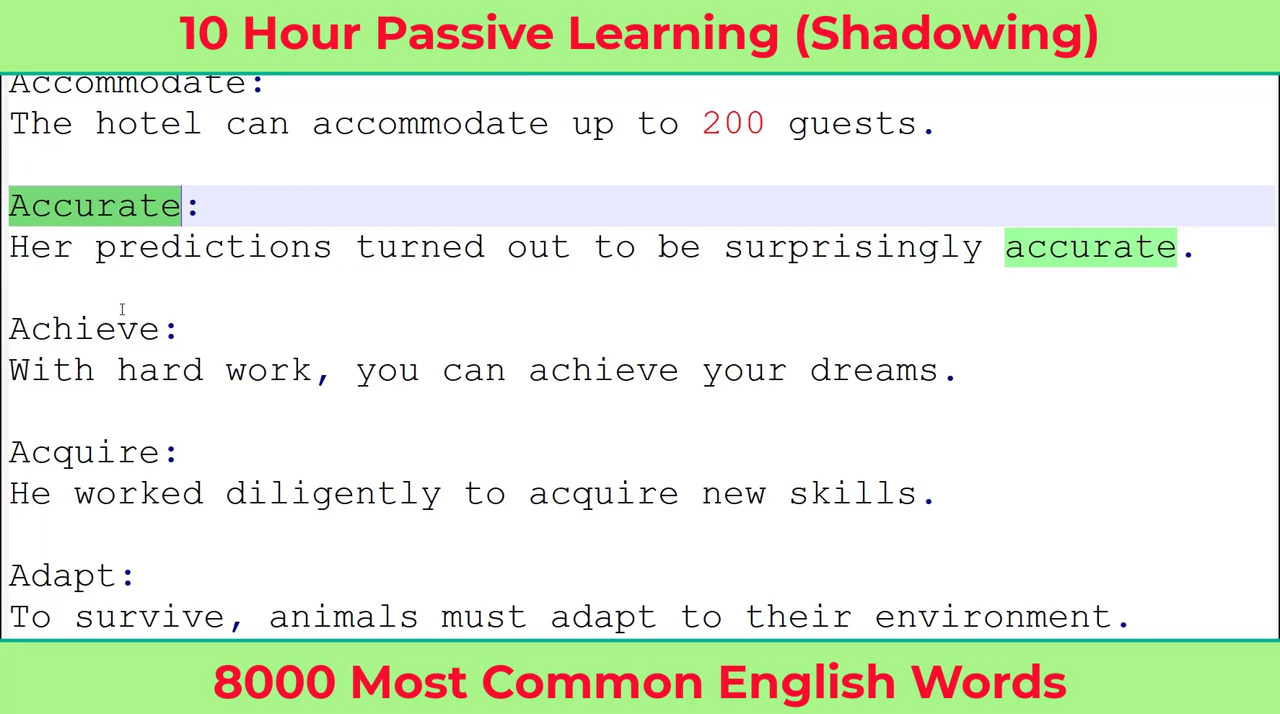 10 Hour Passive Learning (Shadowing)
Accommodate:
The hotel can accommodate up to 200 guests.
Accurate:
Her predictions turned out to be surprisingly accurate.
Achieve:
With hard work, you can achieve your dreams.
Acquire:
He worked diligently to acquire new skills.
Adapt:
To survive, animals must adapt to their environment.
8000 Most Common English Words